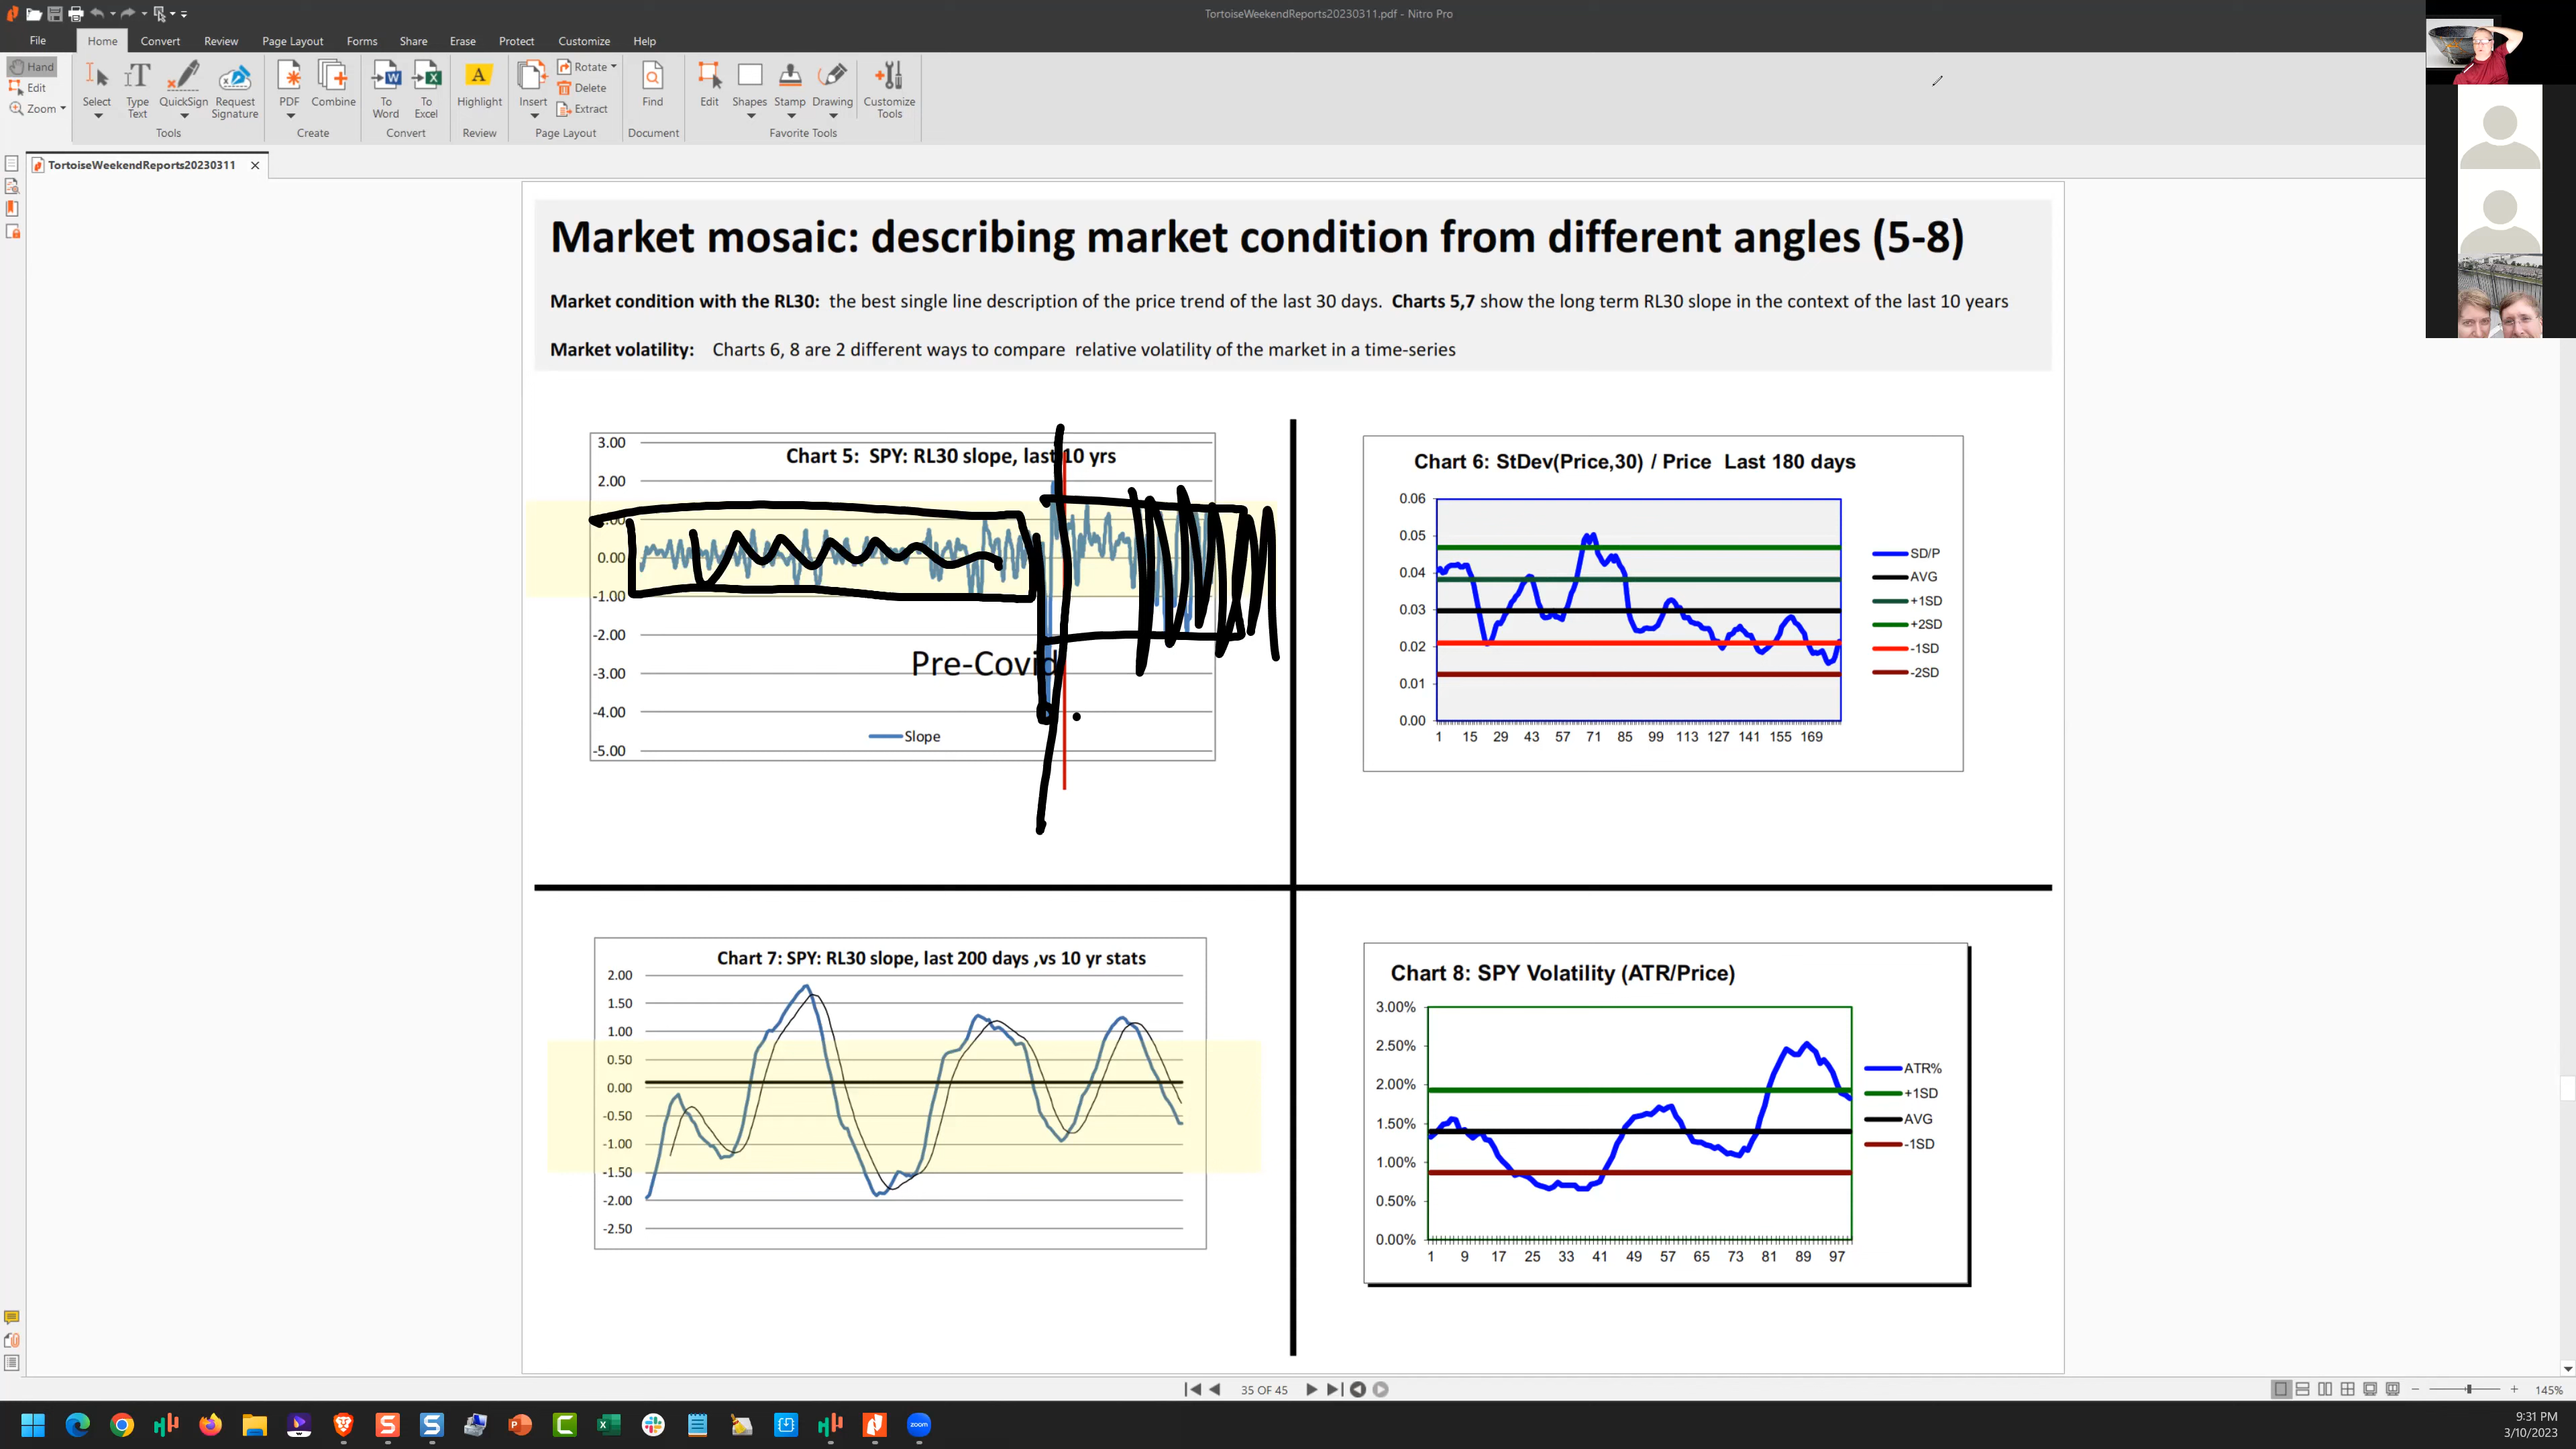 TortoiseWeekendReports20230311.pdf - Nitro Pro
File Home Convert Review Page Layout Forms Share Erase Protect Customize Help
Hand
Edit
Zoom
Select
Type Text
QuickSign
Request Signature
Tools
PDF
Combine
Create
To Word
To Excel
Convert
Highlight
Review
Insert
Rotate
Delete
Extract
Page Layout
Find
Document
Edit
Shapes
Stamp
Drawing
Customize Tools
Favorite Tools
TortoiseWeekendReports20230311
Market mosaic: describing market condition from different angles (5-8)
Market condition with the RL30: the best single line description of the price trend of the last 30 days. Charts 5,7 show the long term RL30 slope in the context of the last 10 years
Market volatility: Charts 6, 8 are 2 different ways to compare relative volatility of the market in a time-series
Chart 5: SPY: RL30 slope, last 10 yrs
3.00
2.00
0.00
-1.00
-2.00
-3.00
-4.00
-5.00
Pre-Covid
Slope
Chart 6: StDev(Price,30) / Price Last 180 days
0.06
0.05
0.04
0.03
0.02
0.01
0.00
1 15 29 43 57 71 85 99 113 127 141 155 169
SD/P
AVG
+1SD
+2SD
-1SD
-2SD
Chart 7: SPY: RL30 slope, last 200 days ,vs 10 yr stats
2.00
1.50
1.00
0.50
0.00
-0.50
-1.00
-1.50
-2.00
-2.50
Chart 8: SPY Volatility (ATR/Price)
3.00%
2.50%
2.00%
1.50%
1.00%
0.50%
0.00%
1 9 17 25 33 41 49 57 65 73 81 89 97
ATR%
+1SD
AVG
-1SD
35 OF 45
145%
zoom
9:31 PM
3/10/2023